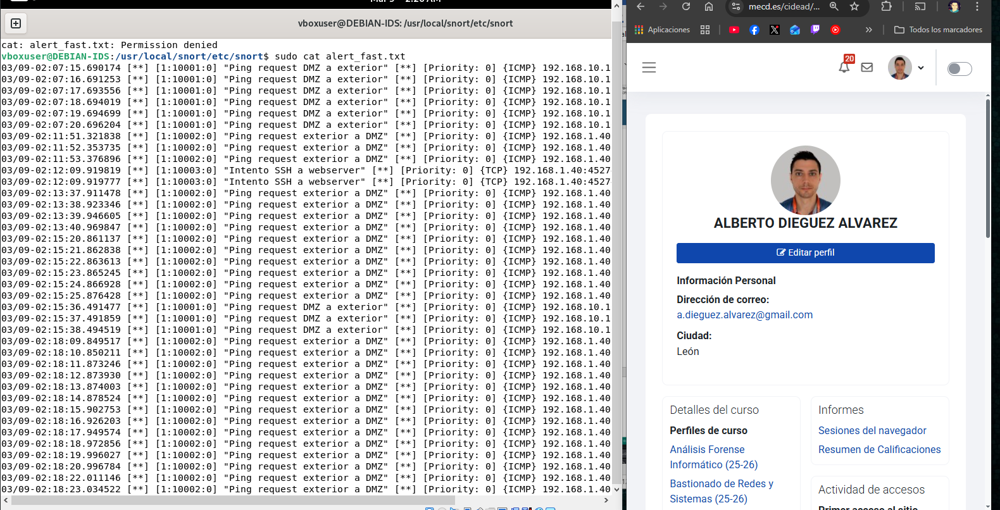 vboxuser@DEBIAN-IDS: /usr/local/snort/etc/snort
cat: alert_fast.txt: Permission denied
vboxuser@DEBIAN-IDS:/usr/local/snort/etc/snort$ sudo cat alert_fast.txt
03/09-02:07:15.690174 [**] [1:10001:0] "Ping request DMZ a exterior" [**] [Priority: 0] {ICMP} 192.168.10.1
03/09-02:07:16.691253 [**] [1:10001:0] "Ping request DMZ a exterior" [**] [Priority: 0] {ICMP} 192.168.10.1
03/09-02:07:17.693556 [**] [1:10001:0] "Ping request DMZ a exterior" [**] [Priority: 0] {ICMP} 192.168.10.1
03/09-02:07:18.694019 [**] [1:10001:0] "Ping request DMZ a exterior" [**] [Priority: 0] {ICMP} 192.168.10.1
03/09-02:07:19.694699 [**] [1:10001:0] "Ping request DMZ a exterior" [**] [Priority: 0] {ICMP} 192.168.10.1
03/09-02:07:20.696204 [**] [1:10001:0] "Ping request DMZ a exterior" [**] [Priority: 0] {ICMP} 192.168.10.1
03/09-02:11:51.321838 [**] [1:10002:0] "Ping request exterior a DMZ" [**] [Priority: 0] {ICMP} 192.168.1.40
03/09-02:11:52.353735 [**] [1:10002:0] "Ping request exterior a DMZ" [**] [Priority: 0] {ICMP} 192.168.1.40
03/09-02:11:53.376896 [**] [1:10002:0] "Ping request exterior a DMZ" [**] [Priority: 0] {ICMP} 192.168.1.40
03/09-02:12:09.919819 [**] [1:10003:0] "Intento SSH a webserver" [**] [Priority: 0] {TCP} 192.168.1.40:4527
03/09-02:12:09.919777 [**] [1:10003:0] "Intento SSH a webserver" [**] [Priority: 0] {TCP} 192.168.1.40:4527
03/09-02:13:37.911478 [**] [1:10002:0] "Ping request exterior a DMZ" [**] [Priority: 0] {ICMP} 192.168.1.40
03/09-02:13:38.923346 [**] [1:10002:0] "Ping request exterior a DMZ" [**] [Priority: 0] {ICMP} 192.168.1.40
03/09-02:13:39.946605 [**] [1:10002:0] "Ping request exterior a DMZ" [**] [Priority: 0] {ICMP} 192.168.1.40
03/09-02:13:40.969847 [**] [1:10002:0] "Ping request exterior a DMZ" [**] [Priority: 0] {ICMP} 192.168.1.40
03/09-02:15:20.861137 [**] [1:10002:0] "Ping request exterior a DMZ" [**] [Priority: 0] {ICMP} 192.168.1.40
03/09-02:15:21.862838 [**] [1:10002:0] "Ping request exterior a DMZ" [**] [Priority: 0] {ICMP} 192.168.1.40
03/09-02:15:22.863613 [**] [1:10002:0] "Ping request exterior a DMZ" [**] [Priority: 0] {ICMP} 192.168.1.40
03/09-02:15:23.865245 [**] [1:10002:0] "Ping request exterior a DMZ" [**] [Priority: 0] {ICMP} 192.168.1.40
03/09-02:15:24.866928 [**] [1:10002:0] "Ping request exterior a DMZ" [**] [Priority: 0] {ICMP} 192.168.1.40
03/09-02:15:25.876428 [**] [1:10002:0] "Ping request exterior a DMZ" [**] [Priority: 0] {ICMP} 192.168.1.40
03/09-02:15:36.491477 [**] [1:10001:0] "Ping request DMZ a exterior" [**] [Priority: 0] {ICMP} 192.168.10.1
03/09-02:15:37.491859 [**] [1:10001:0] "Ping request DMZ a exterior" [**] [Priority: 0] {ICMP} 192.168.10.1
03/09-02:15:38.494519 [**] [1:10001:0] "Ping request DMZ a exterior" [**] [Priority: 0] {ICMP} 192.168.10.1
03/09-02:18:09.849517 [**] [1:10002:0] "Ping request exterior a DMZ" [**] [Priority: 0] {ICMP} 192.168.1.40
03/09-02:18:10.850211 [**] [1:10002:0] "Ping request exterior a DMZ" [**] [Priority: 0] {ICMP} 192.168.1.40
03/09-02:18:11.873246 [**] [1:10002:0] "Ping request exterior a DMZ" [**] [Priority: 0] {ICMP} 192.168.1.40
03/09-02:18:12.873930 [**] [1:10002:0] "Ping request exterior a DMZ" [**] [Priority: 0] {ICMP} 192.168.1.40
03/09-02:18:13.874003 [**] [1:10002:0] "Ping request exterior a DMZ" [**] [Priority: 0] {ICMP} 192.168.1.40
03/09-02:18:14.878524 [**] [1:10002:0] "Ping request exterior a DMZ" [**] [Priority: 0] {ICMP} 192.168.1.40
03/09-02:18:15.902753 [**] [1:10002:0] "Ping request exterior a DMZ" [**] [Priority: 0] {ICMP} 192.168.1.40
03/09-02:18:16.926203 [**] [1:10002:0] "Ping request exterior a DMZ" [**] [Priority: 0] {ICMP} 192.168.1.40
03/09-02:18:17.949574 [**] [1:10002:0] "Ping request exterior a DMZ" [**] [Priority: 0] {ICMP} 192.168.1.40
03/09-02:18:18.972856 [**] [1:10002:0] "Ping request exterior a DMZ" [**] [Priority: 0] {ICMP} 192.168.1.40
03/09-02:18:19.996027 [**] [1:10002:0] "Ping request exterior a DMZ" [**] [Priority: 0] {ICMP} 192.168.1.40
03/09-02:18:20.996784 [**] [1:10002:0] "Ping request exterior a DMZ" [**] [Priority: 0] {ICMP} 192.168.1.40
03/09-02:18:22.011146 [**] [1:10002:0] "Ping request exterior a DMZ" [**] [Priority: 0] {ICMP} 192.168.1.40
03/09-02:18:23.034522 [**] [1:10002:0] "Ping request exterior a DMZ" [**] [Priority: 0] {ICMP} 192.168.1.40
mecd.es/cidead/...
Aplicaciones
Todos los marcadores
20
ALBERTO DIEGUEZ ALVAREZ
Editar perfil
Información Personal
Dirección de correo:
a.dieguez.alvarez@gmail.com
Ciudad:
León
Detalles del curso
Perfiles de curso
Análisis Forense
Informático (25-26)
Bastionado de Redes y
Sistemas (25-26)
Informes
Sesiones del navegador
Resumen de Calificaciones
Actividad de accesos
Primer acceso al sitio